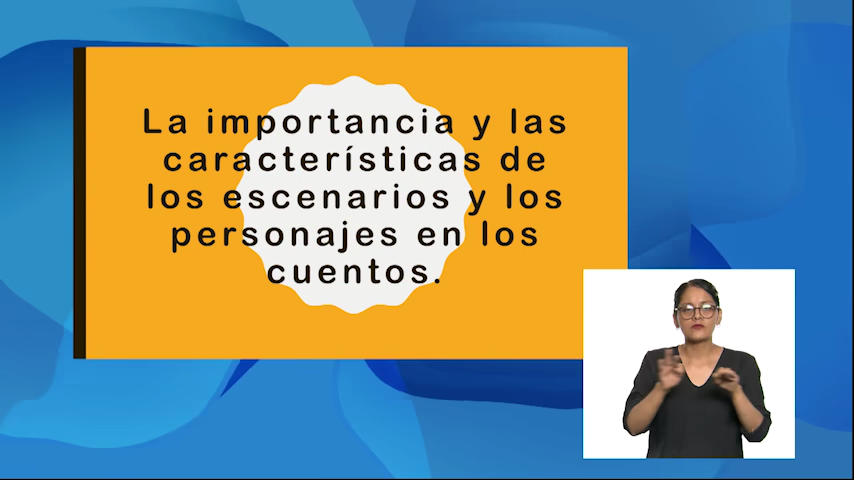 La importancia y las
características de
los escenarios y los
personajes en los
cuentos.